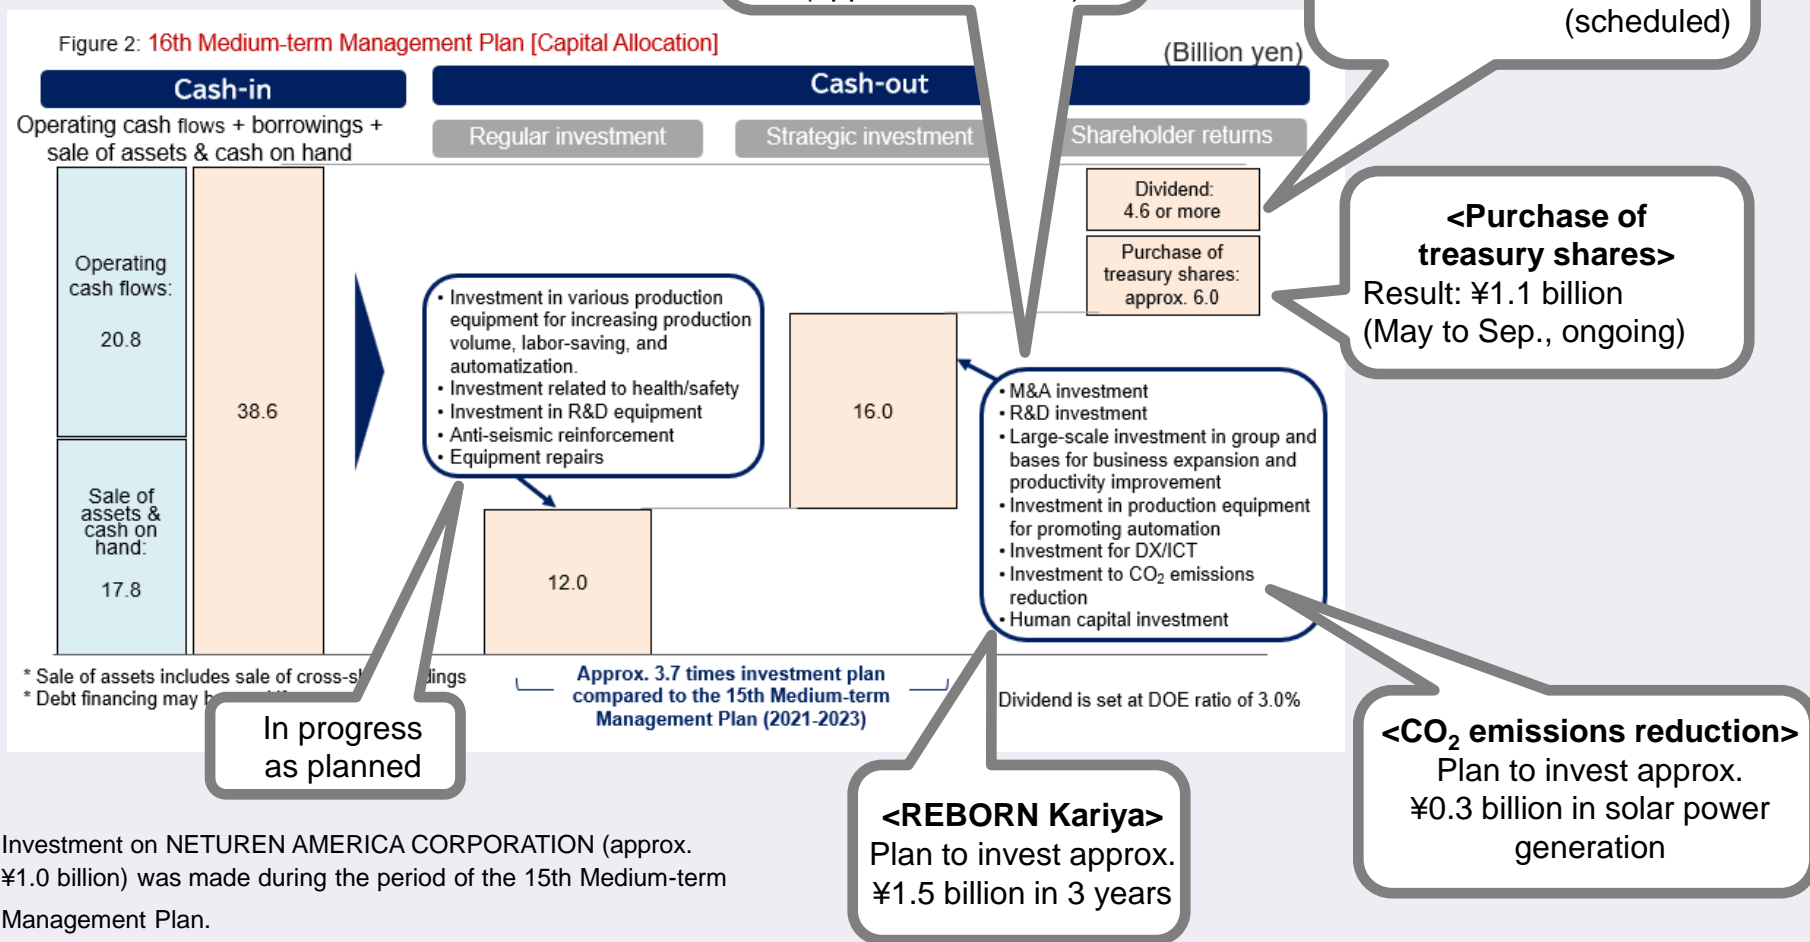 (scheduled)
Figure 2: 16th Medium-term Management Plan [Capital Allocation]
(Billion yen)
Cash-in
Cash-out
Operating cash flows + borrowings +
sale of assets & cash on hand
Regular investment
Strategic investment
Shareholder returns
Operating
cash flows:
20.8
Sale of
assets &
cash on
hand:
17.8
38.6
• Investment in various production
equipment for increasing production
volume, labor-saving, and
automatization.
• Investment related to health/safety
• Investment in R&D equipment
• Anti-seismic reinforcement
• Equipment repairs
12.0
16.0
Dividend:
4.6 or more
Purchase of
treasury shares:
approx. 6.0
• M&A investment
• R&D investment
• Large-scale investment in group and
bases for business expansion and
productivity improvement
• Investment in production equipment
for promoting automation
• Investment for DX/ICT
• Investment to CO₂ emissions
reduction
• Human capital investment
<Purchase of
treasury shares>
Result: ¥1.1 billion
(May to Sep., ongoing)
* Sale of assets includes sale of
* Debt financing may
Approx. 3.7 times investment plan
compared to the 15th Medium-term
Management Plan (2021-2023)
Dividend is set at DOE ratio of 3.0%
In progress
as planned
<REBORN Kariya>
Plan to invest approx.
¥1.5 billion in 3 years
<CO₂ emissions reduction>
Plan to invest approx.
¥0.3 billion in solar power
generation
Investment on NETUREN AMERICA CORPORATION (approx.
¥1.0 billion) was made during the period of the 15th Medium-term
Management Plan.